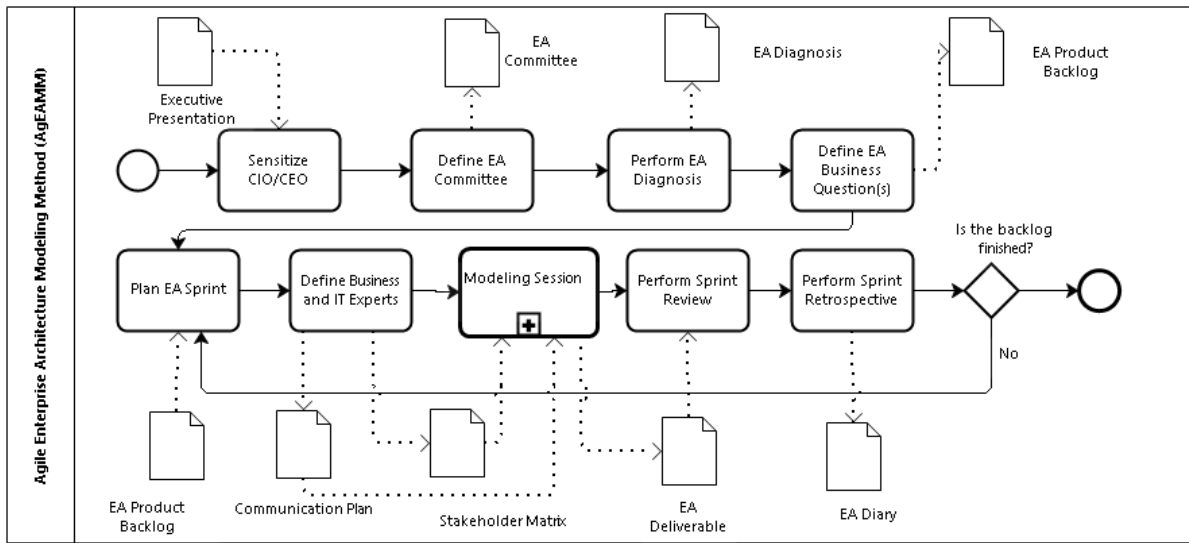 Agile Enterprise Architecture Modeling Method (AgEAMM)
Executive
Presentation
EA
Committee
EA Diagnosis
EA Product
Backlog
Sensitize
CIO/CEO
Define EA
Committee
Perform EA
Diagnosis
Define EA
Business
Question(s)
Plan EA Sprint
Define Business
and IT Experts
Modeling Session
Perform Sprint
Review
Perform Sprint
Retrospective
Is the backlog
finished?
No
EA Product
Backlog
Communication Plan
Stakeholder Matrix
EA
Deliverable
EA Diary